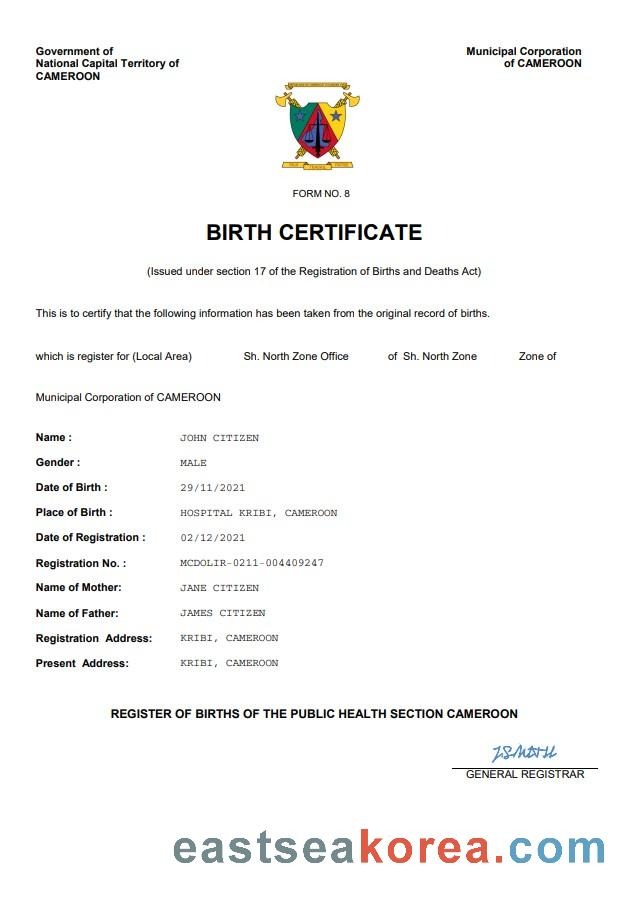 Government of
National Capital Territory of
CAMEROON
Municipal Corporation
of CAMEROON
FORM NO. 8
BIRTH CERTIFICATE
(Issued under section 17 of the Registration of Births and Deaths Act)
This is to certify that the following information has been taken from the original record of births.
which is register for (Local Area) Sh. North Zone Office of Sh. North Zone Zone of
Municipal Corporation of CAMEROON
Name : JOHN CITIZEN
Gender : MALE
Date of Birth : 29/11/2021
Place of Birth : HOSPITAL KRIBI, CAMEROON
Date of Registration : 02/12/2021
Registration No. : MCDOLIR-0211-004409247
Name of Mother: JANE CITIZEN
Name of Father: JAMES CITIZEN
Registration Address: KRIBI, CAMEROON
Present Address: KRIBI, CAMEROON
REGISTER OF BIRTHS OF THE PUBLIC HEALTH SECTION CAMEROON
GENERAL REGISTRAR
eastseakorea.com